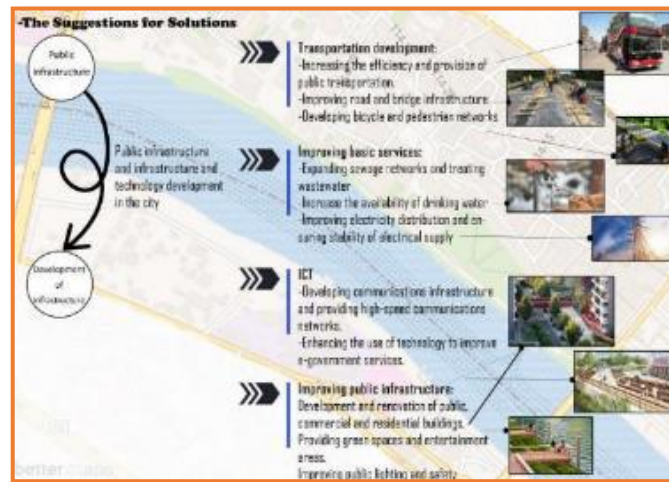 -The Suggestions for Solutions
Public
infrastructure
Public infrastructure
and infrastructure and
technology development
in the city
Development
of
infrastructure
Transportation development:
-Increasing the efficiency and provision of
public transportation.
-Improving road and bridge infrastructure
-Developing bicycle and pedestrian networks
Improving basic services:
-Expanding sewage networks and treating
wastewater
-Increase the availability of drinking water
-Improving electricity distribution and en-
suring stability of electrical supply
ICT
-Developing communications infrastructure
and providing high-speed communications
networks.
-Enhancing the use of technology to improve
e-government services.
Improving public infrastructure:
Development and renovation of public,
commercial and residential buildings.
Providing green spaces and entertainment
areas.
Improving public lighting and safety